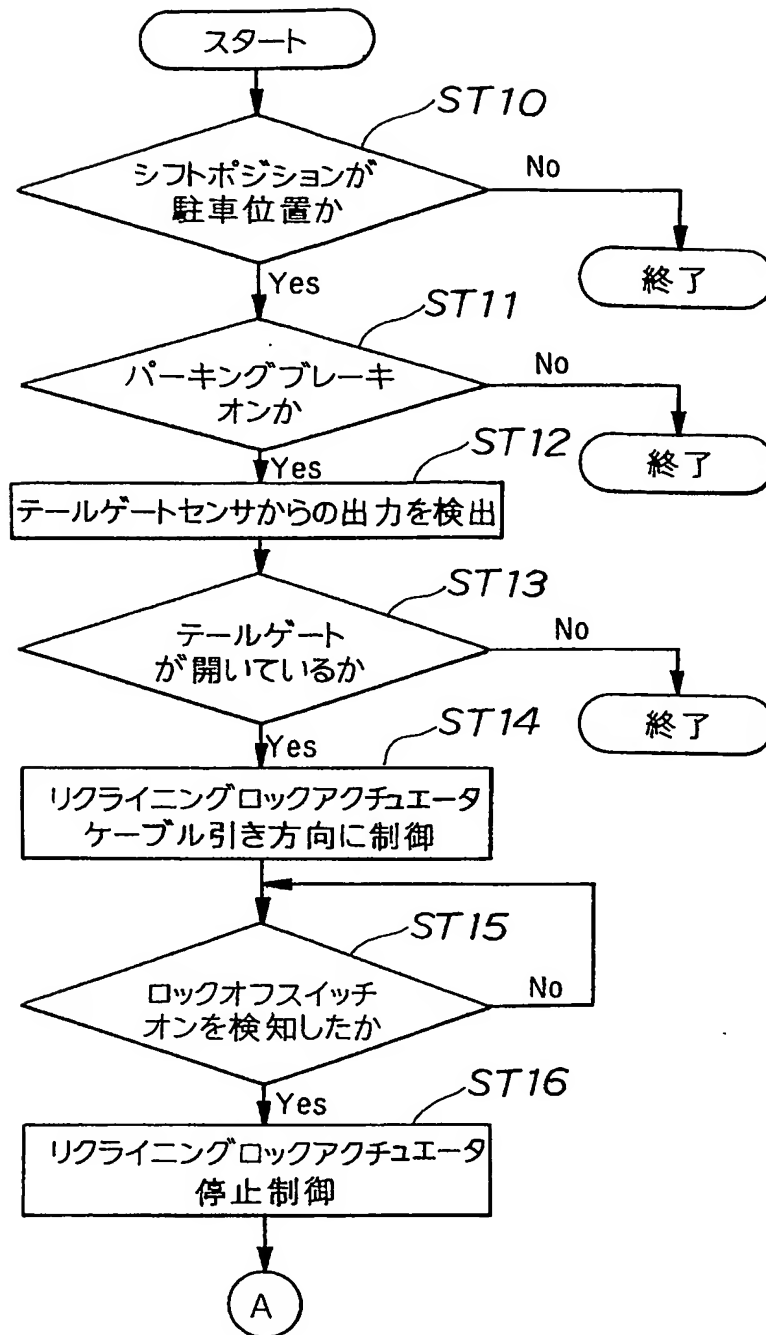 スタート
ST10
シフトポジションが
駐車位置か
No
終了
Yes
ST11
パーキングブレーキ
オンか
No
終了
Yes
ST12
テールゲートセンサからの出力を検出
ST13
テールゲート
が開いているか
No
終了
Yes
ST14
リクライニングロックアクチュエータ
ケーブル引き方向に制御
ST15
ロックオフスイッチ
オンを検知したか
No
Yes
ST16
リクライニングロックアクチュエータ
停止制御
A